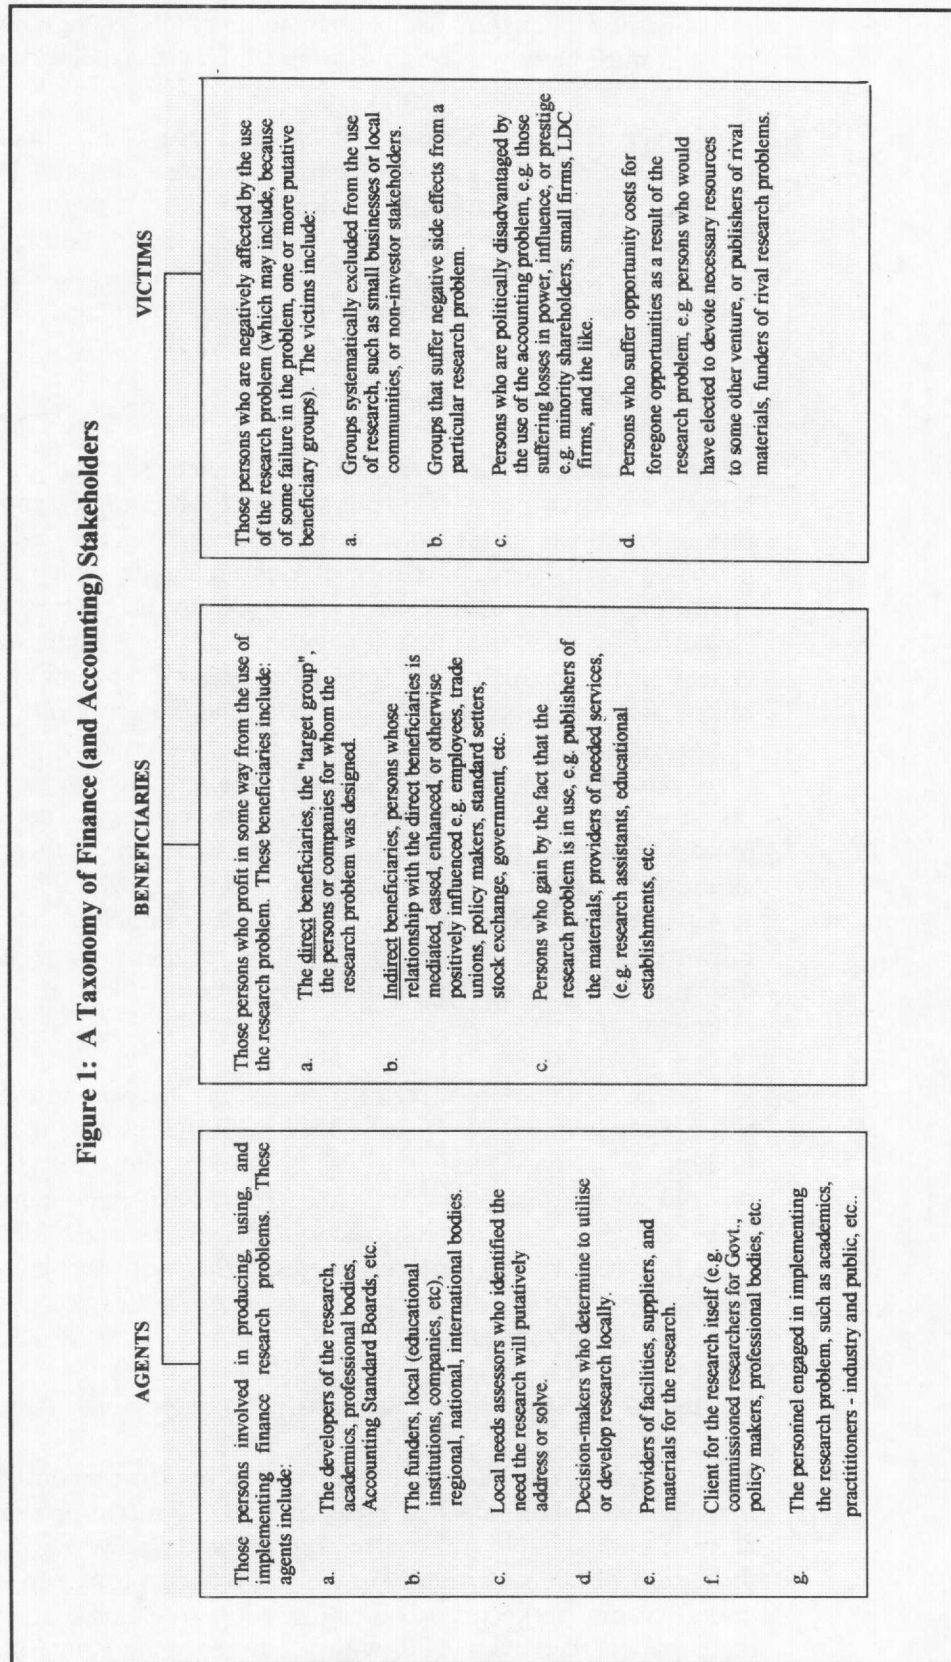 Figure 1: A Taxonomy of Finance (and Accounting) Stakeholders
AGENTS
Those persons involved in producing, using, and
implementing finance research problems. These
agents include:
a. The developers of the research,
academics, professional bodies,
Accounting Standard Boards, etc.
b. The funders, local (educational
institutions, companies, etc),
regional, national, international bodies.
c. Local needs assessors who identified the
need the research will putatively
address or solve.
d. Decision-makers who determine to utilise
or develop research locally.
e. Providers of facilities, suppliers, and
materials for the research.
f. Client for the research itself (e.g.
commissioned researchers for Govt.,
policy makers, professional bodies, etc.
g. The personnel engaged in implementing
the research problem, such as academics,
practititoners - industry and public, etc..
BENEFICIARIES
Those persons who profit in some way from the use of
the research problem. These beneficiaries include:
a. The direct beneficiaries, the "target group",
the persons or companies for whom the
research problem was designed.
b. Indirect beneficiaries, persons whose
relationship with the direct beneficiaries is
mediated, eased, enhanced, or otherwise
positively influenced e.g. employees, trade
unions, policy makers, standard setters,
stock exchange, government, etc.
c. Persons who gain by the fact that the
research problem is in use, e.g. publishers of
the materials, providers of needed services,
(e.g. research assistants, educational
establishments, etc.
VICTIMS
Those persons who are negatively affected by the use
of the research problem (which may include, because
of some failure in the problem, one or more putative
beneficiary groups). The victims include:
a. Groups systematically excluded from the use
of research, such as small businesses or local
communities, or non-investor stakeholders.
b. Groups that suffer negative side effects from a
particular research problem.
c. Persons who are politically disadvantaged by
the use of the accounting problem, e.g. those
suffering losses in power, influence, or prestige
e.g. minority shareholders, small firms, LDC
firms, and the like.
d. Persons who suffer opportunity costs for
foregone opportunities as a result of the
research problem, e.g. persons who would
have elected to devote necessary resources
to some other venture, or publishers of rival
materials, funders of rival research problems.